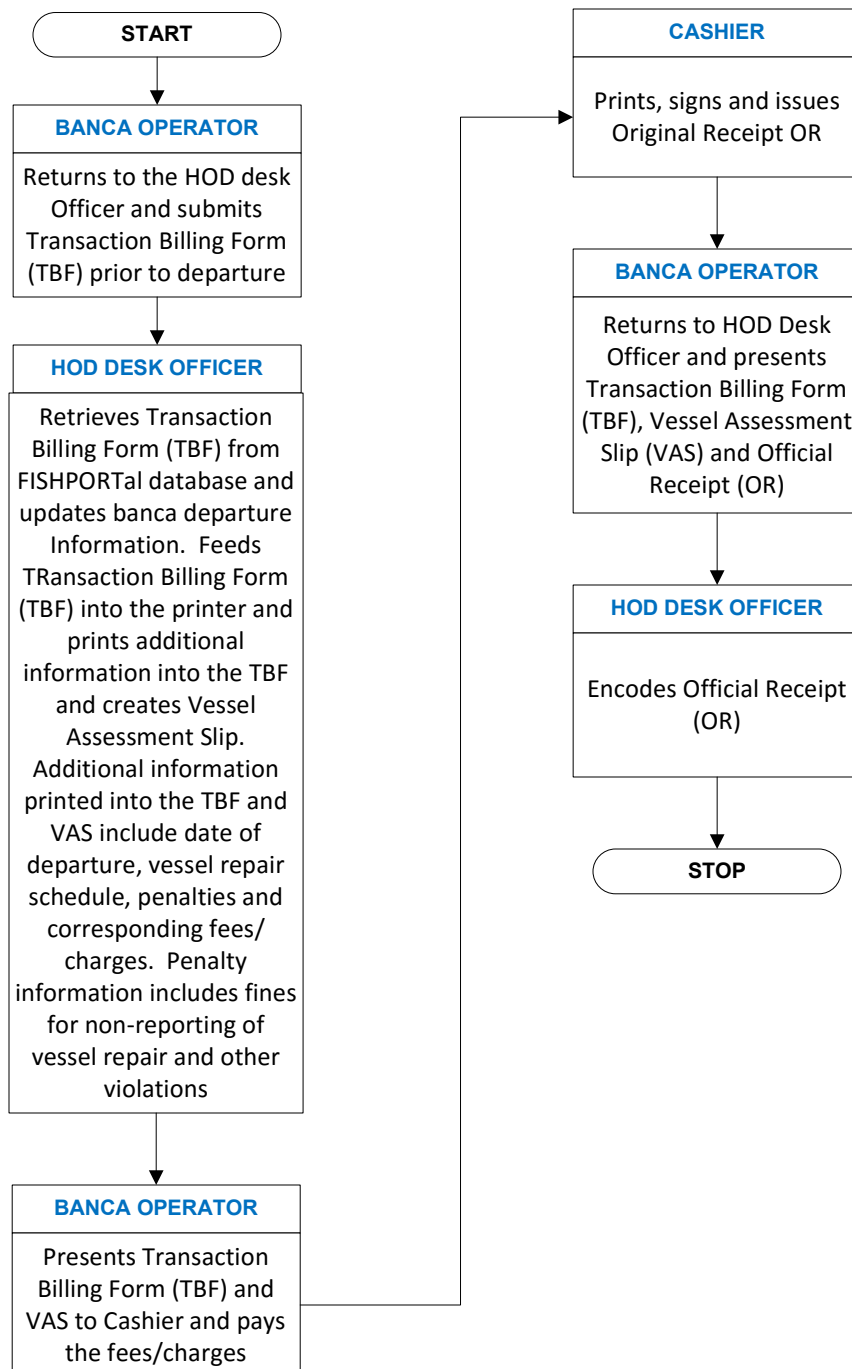 START
BANCA OPERATOR
Returns to the HOD desk
Officer and submits
Transaction Billing Form
(TBF) prior to departure
HOD DESK OFFICER
Retrieves Transaction
Billing Form (TBF) from
FISHPORTal database and
updates banca departure
Information.  Feeds
TRansaction Billing Form
(TBF) into the printer and
prints additional
information into the TBF
and creates Vessel
Assessment Slip.
Additional information
printed into the TBF and
VAS include date of
departure, vessel repair
schedule, penalties and
corresponding fees/
charges.  Penalty
information includes fines
for non-reporting of
vessel repair and other
violations
BANCA OPERATOR
Presents Transaction
Billing Form (TBF) and
VAS to Cashier and pays
the fees/charges
CASHIER
Prints, signs and issues
Original Receipt OR
BANCA OPERATOR
Returns to HOD Desk
Officer and presents
Transaction Billing Form
(TBF), Vessel Assessment
Slip (VAS) and Official
Receipt (OR)
HOD DESK OFFICER
Encodes Official Receipt
(OR)
STOP